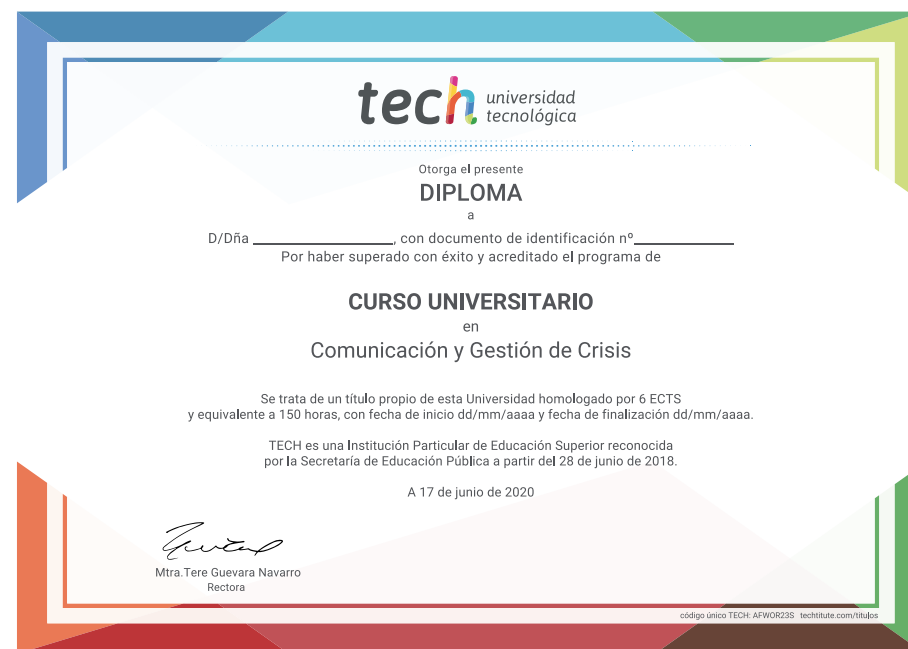 tech universidad
tecnológica
Otorga el presente
DIPLOMA
a
D/Dña ____________________, con documento de identificación nº______________
Por haber superado con éxito y acreditado el programa de
CURSO UNIVERSITARIO
en
Comunicación y Gestión de Crisis
Se trata de un título propio de esta Universidad homologado por 6 ECTS
y equivalente a 150 horas, con fecha de inicio dd/mm/aaaa y fecha de finalización dd/mm/aaaa.
TECH es una Institución Particular de Educación Superior reconocida
por la Secretaría de Educación Pública a partir del 28 de junio de 2018.
A 17 de junio de 2020
Mtra.Tere Guevara Navarro
Rectora
código único TECH: AFWOR23S techtitute.com/titulos